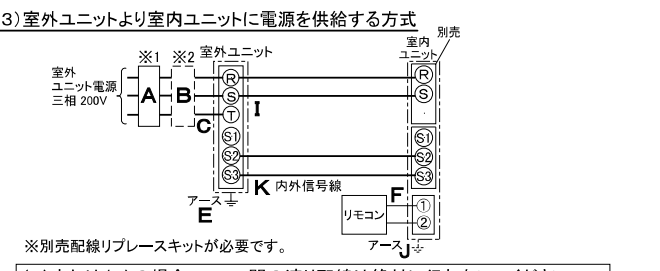 3)室外ユニットより室内ユニットに電源を供給する方式
別売
※1 ※2 室外ユニット
室内
ユニット
室外
ユニット電源
三相 200V
A
B
C
R
S
T
S1
S2
S3
I
K 内外信号線
R
S
S1
S2
S3
アース
E
F
リモコン
①
②
アース
J
※別売配線リプレースキットが必要です。